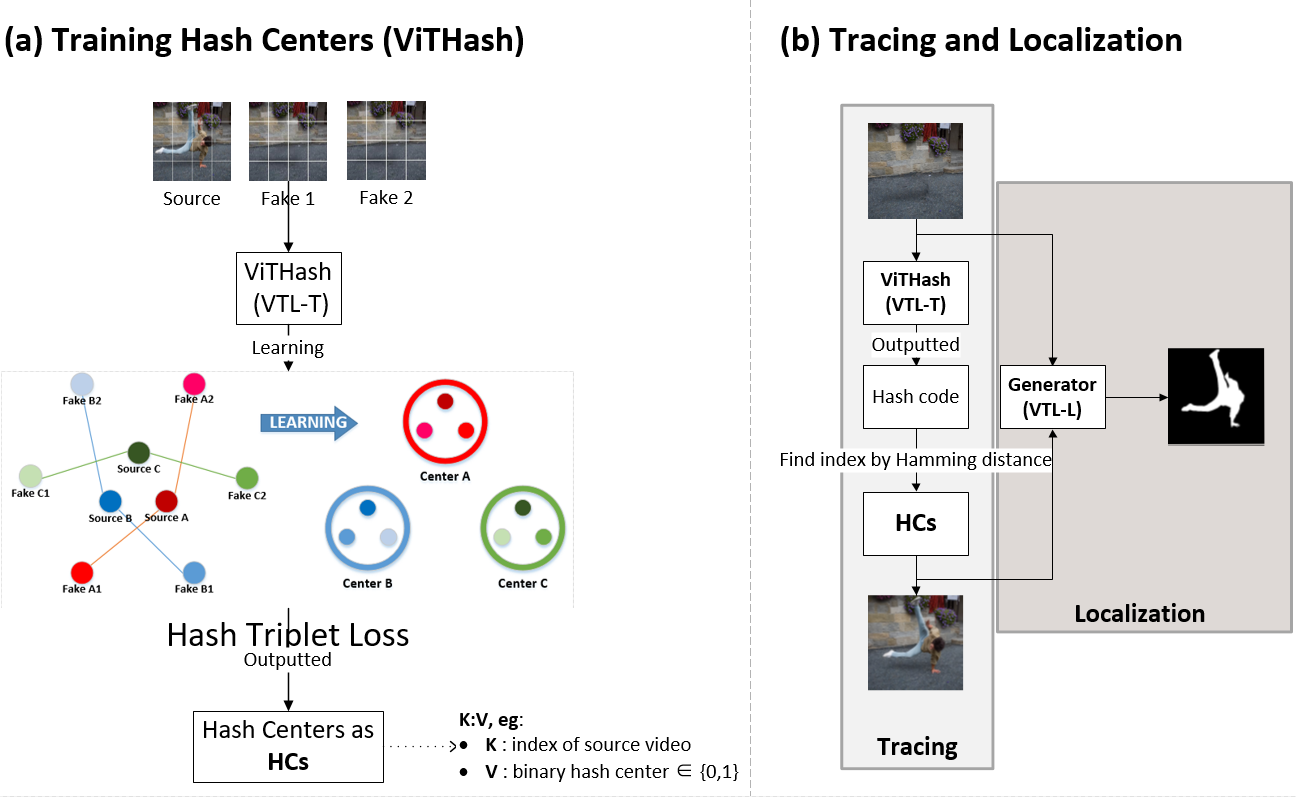 (a) Training Hash Centers (ViTHash)
Source
Fake 1
Fake 2
ViTHash
(VTL-T)
Learning
Fake B2
Fake A2
Source C
Fake C1
Fake C2
Source B
Source A
Fake A1
Fake B1
LEARNING
Center A
Center B
Center C
Hash Triplet Loss
Outputted
Hash Centers as
HCs
K:V, eg:
• K : index of source video
• V : binary hash center ∈ {0,1}
(b) Tracing and Localization
ViTHash
(VTL-T)
Outputted
Hash code
Find index by Hamming distance
HCs
Tracing
Generator
(VTL-L)
Localization